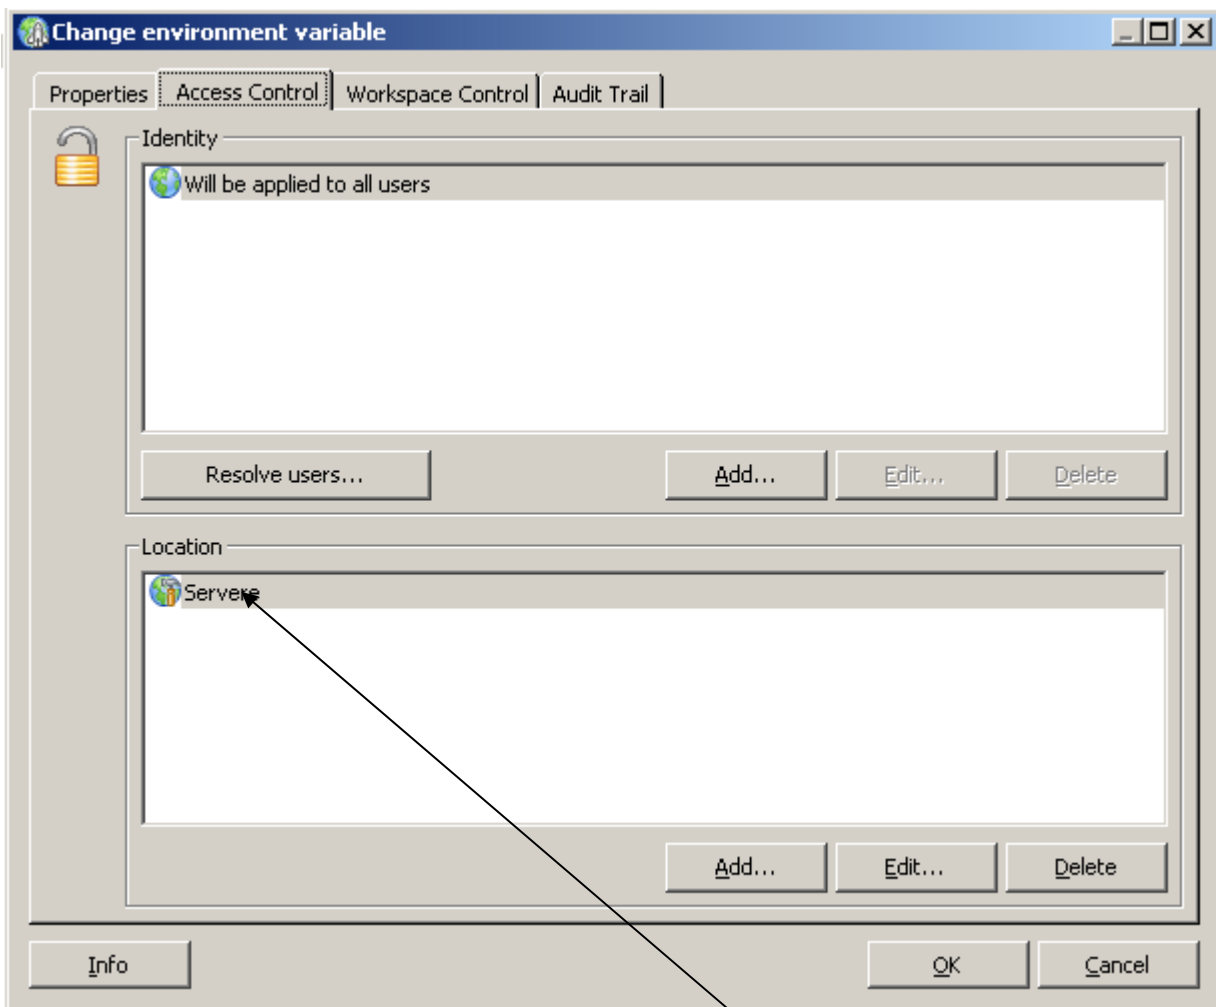 Change environment variable
Properties Access Control Workspace Control Audit Trail
Identity
Will be applied to all users
Resolve users... Add... Edit... Delete
Location
Servere
Add... Edit... Delete
Info OK Cancel